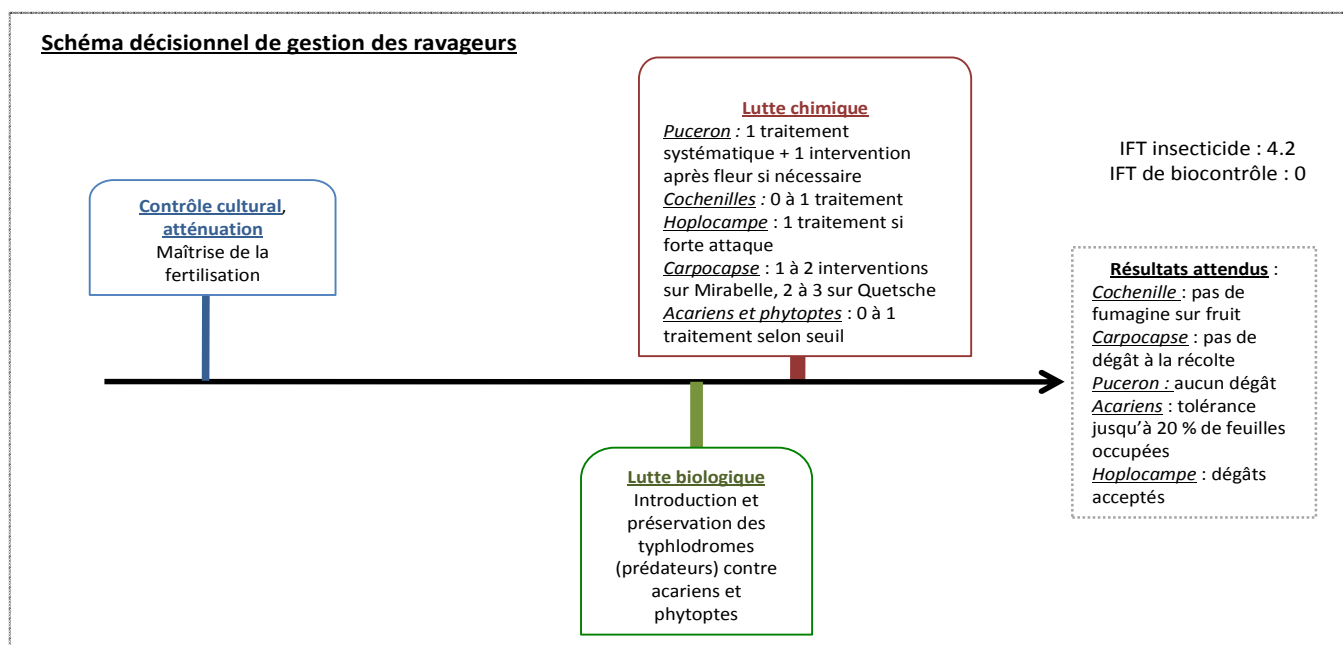 Schéma décisionnel de gestion des ravageurs
Contrôle cultural,
atténuation
Maîtrise de la
fertilisation
Lutte chimique
Puceron : 1 traitement
systématique + 1 intervention
après fleur si nécessaire
Cochenilles : 0 à 1 traitement
Hoplocampe : 1 traitement si
forte attaque
Carpocapse : 1 à 2 interventions
sur Mirabelle, 2 à 3 sur Quetsche
Acariens et phytoptes : 0 à 1
traitement selon seuil
Lutte biologique
Introduction et
préservation des
typhlodromes
(prédateurs) contre
acariens et
phytoptes
IFT insecticide : 4.2
IFT de biocontrôle : 0
Résultats attendus :
Cochenille : pas de
fumagine sur fruit
Carpocapse : pas de
dégât à la récolte
Puceron : aucun dégât
Acariens : tolérance
jusqu'à 20 % de feuilles
occupées
Hoplocampe : dégâts
acceptés